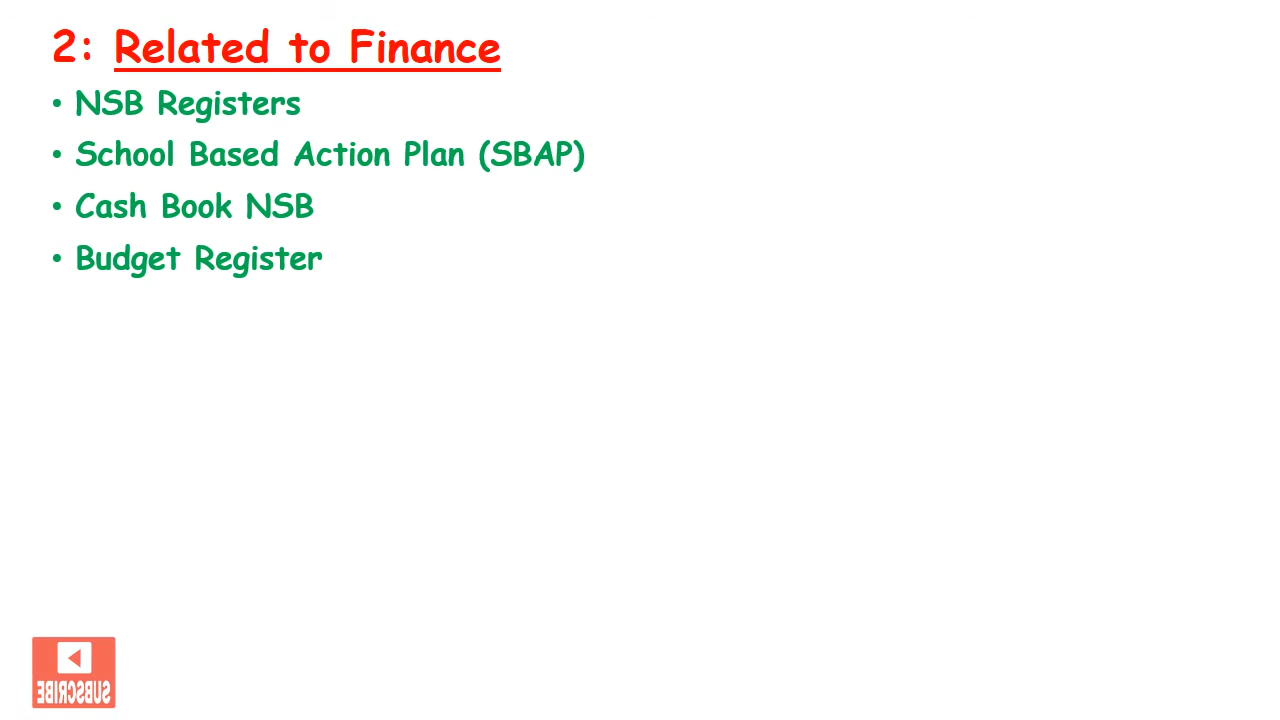 2: Related to Finance
• NSB Registers
• School Based Action Plan (SBAP)
• Cash Book NSB
• Budget Register
SUBSCRIBE